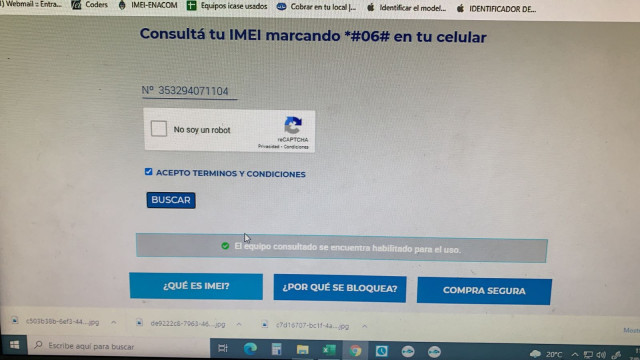 Webmail :: Entra...
Coders
IMEI-ENACOM
Equipos icase usados
Cobrar en tu local |...
Identificar el model...
IDENTIFICADOR DE...
Consultá tu IMEI marcando *#06# en tu celular
Nº 353294071104
No soy un robot
reCAPTCHA
Privacidad - Condiciones
ACEPTO TERMINOS Y CONDICIONES
BUSCAR
El equipo consultado se encuentra habilitado para el uso.
¿QUÉ ES IMEI?
¿POR QUÉ SE BLOQUEA?
COMPRA SEGURA
c503b38b-6ef3-44....jpg
de9222c8-7963-46....jpg
c7d16707-bc1f-4a....jpg
Escribe aquí para buscar
20°C